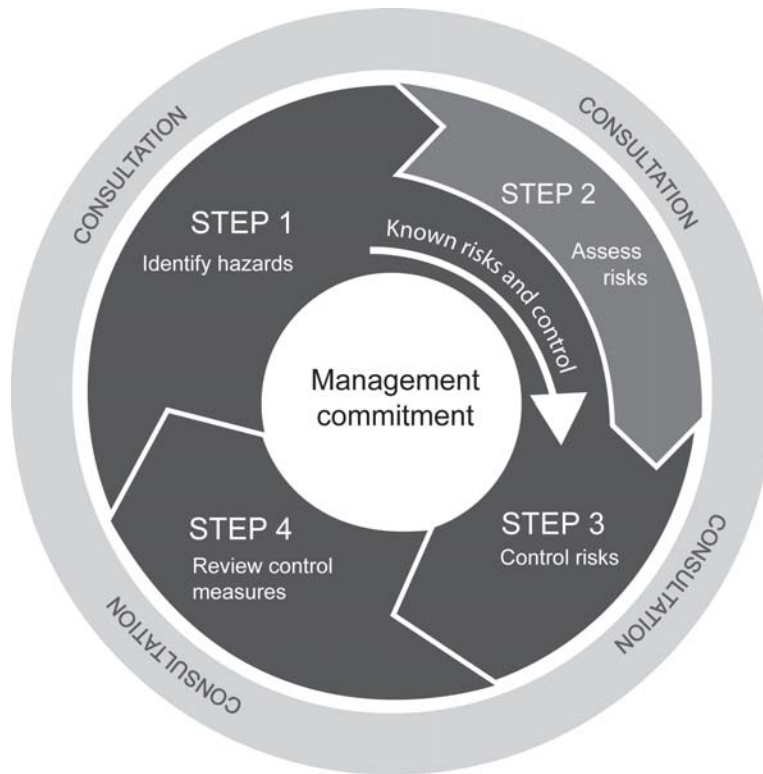 CONSULTATION
CONSULTATION
STEP 1
Identify hazards
STEP 2
Assess
risks
Known risks and control
Management
commitment
STEP 3
Control risks
STEP 4
Review control
measures
CONSULTATION
CONSULTATION